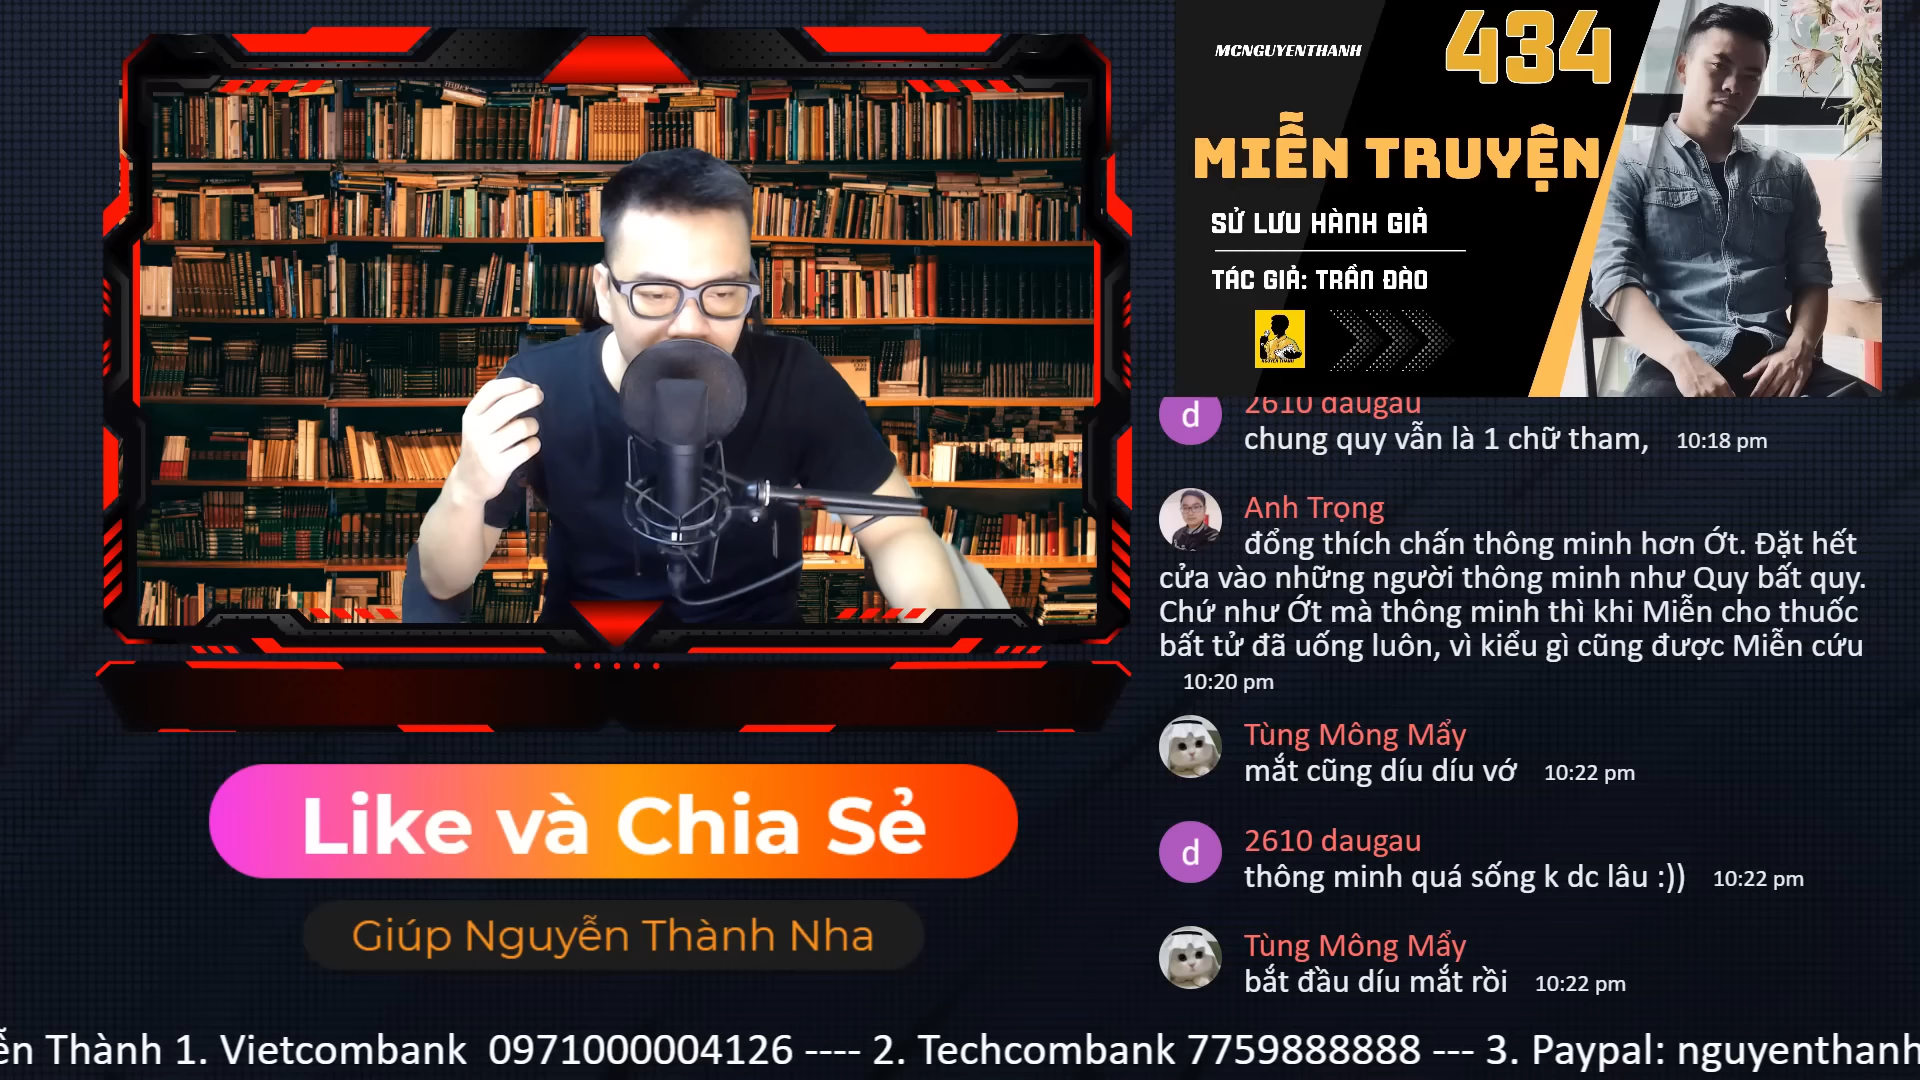 MCNGUYENTHANH
434
MIỄN TRUYỆN
SỬ LƯU HÀNH GIẢ
TÁC GIẢ: TRẦN ĐÀO
NGUYEN THANH
d
2610 daugau
chung quy vẫn là 1 chữ tham, 10:18 pm
Anh Trọng
đổng thích chấn thông minh hơn Ớt. Đặt hết
cửa vào những người thông minh như Quy bất quy.
Chứ như Ớt mà thông minh thì khi Miễn cho thuốc
bất tử đã uống luôn, vì kiểu gì cũng được Miễn cứu
10:20 pm
Tùng Mông Mẩy
mắt cũng díu díu vớ 10:22 pm
d
2610 daugau
thông minh quá sống k dc lâu :)) 10:22 pm
Tùng Mông Mẩy
bắt đầu díu mắt rồi 10:22 pm
Like và Chia Sẻ
Giúp Nguyễn Thành Nha
ễn Thành 1. Vietcombank 0971000004126 ---- 2. Techcombank 7759888888 --- 3. Paypal: nguyenthanh